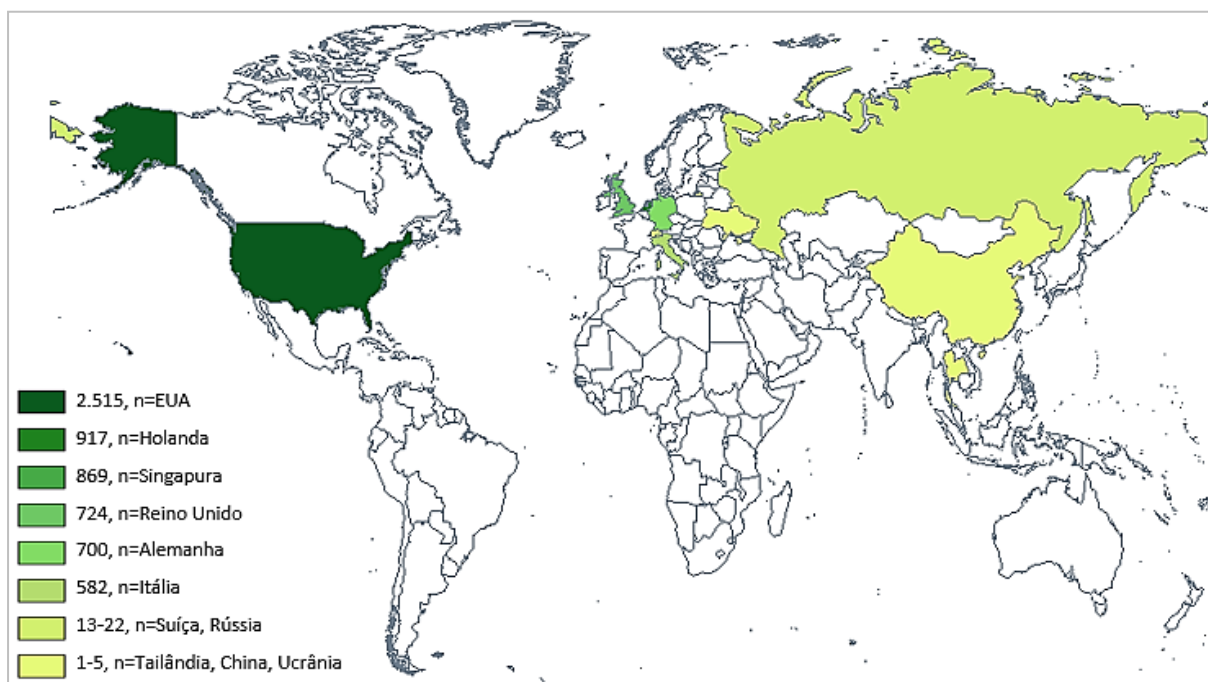 2.515, n=EUA
917, n=Holanda
869, n=Singapura
724, n=Reino Unido
700, n=Alemanha
582, n=Itália
13-22, n=Suíça, Rússia
1-5, n=Tailândia, China, Ucrânia